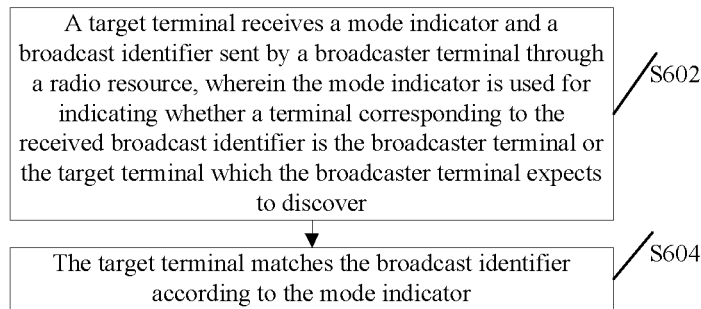 A target terminal receives a mode indicator and a
broadcast identifier sent by a broadcaster terminal through
a radio resource, wherein the mode indicator is used for
indicating whether a terminal corresponding to the
received broadcast identifier is the broadcaster terminal or
the target terminal which the broadcaster terminal expects
to discover
S602
The target terminal matches the broadcast identifier
according to the mode indicator
S604